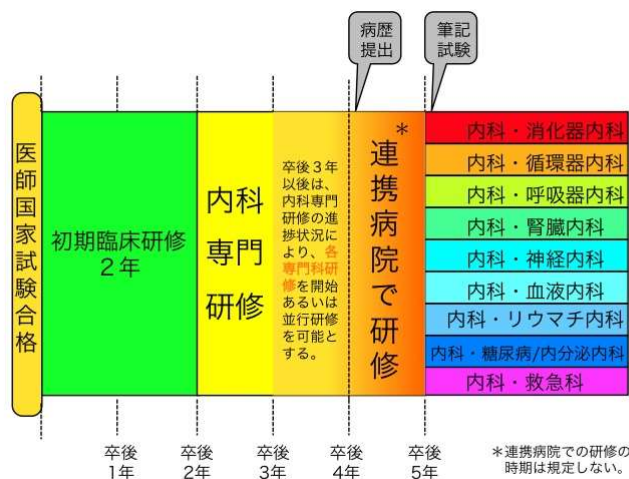 病歴
提出
筆記
試験
医師国家試験合格
初期臨床研修
2年
内科
専門
研修
卒後3年
以後は、
内科専門
研修の進
捗状況に
より、各
専門科研
修を開始
あるいは
並行研修
を可能と
する。
＊
連携病院で研修
内科・消化器内科
内科・循環器内科
内科・呼吸器内科
内科・腎臓内科
内科・神経内科
内科・血液内科
内科・リウマチ内科
内科・糖尿病/内分泌内科
内科・救急科
卒後
1年
卒後
2年
卒後
3年
卒後
4年
卒後
5年
＊連携病院での研修の
時期は規定しない。